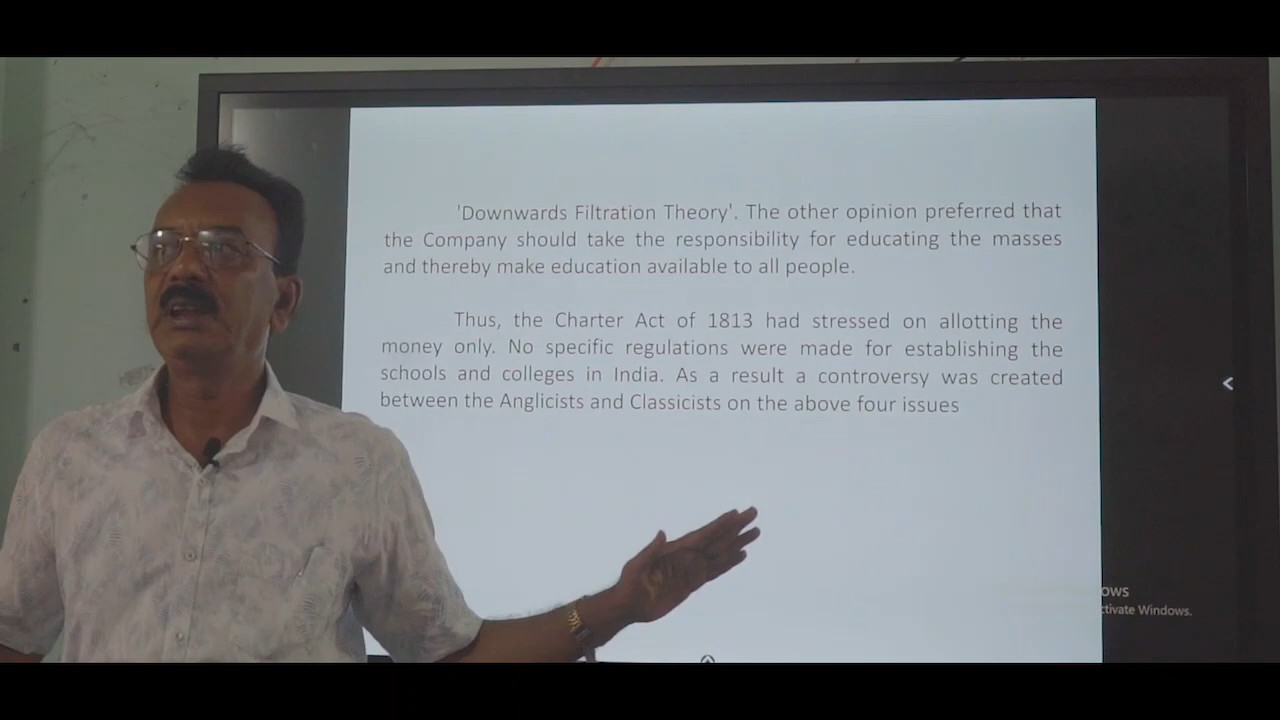 'Downwards Filtration Theory'. The other opinion preferred that
the Company should take the responsibility for educating the masses
and thereby make education available to all people.
Thus, the Charter Act of 1813 had stressed on allotting the
money only. No specific regulations were made for establishing the
schools and colleges in India. As a result a controversy was created
between the Anglicists and Classicists on the above four issues
ows
ctivate Windows.